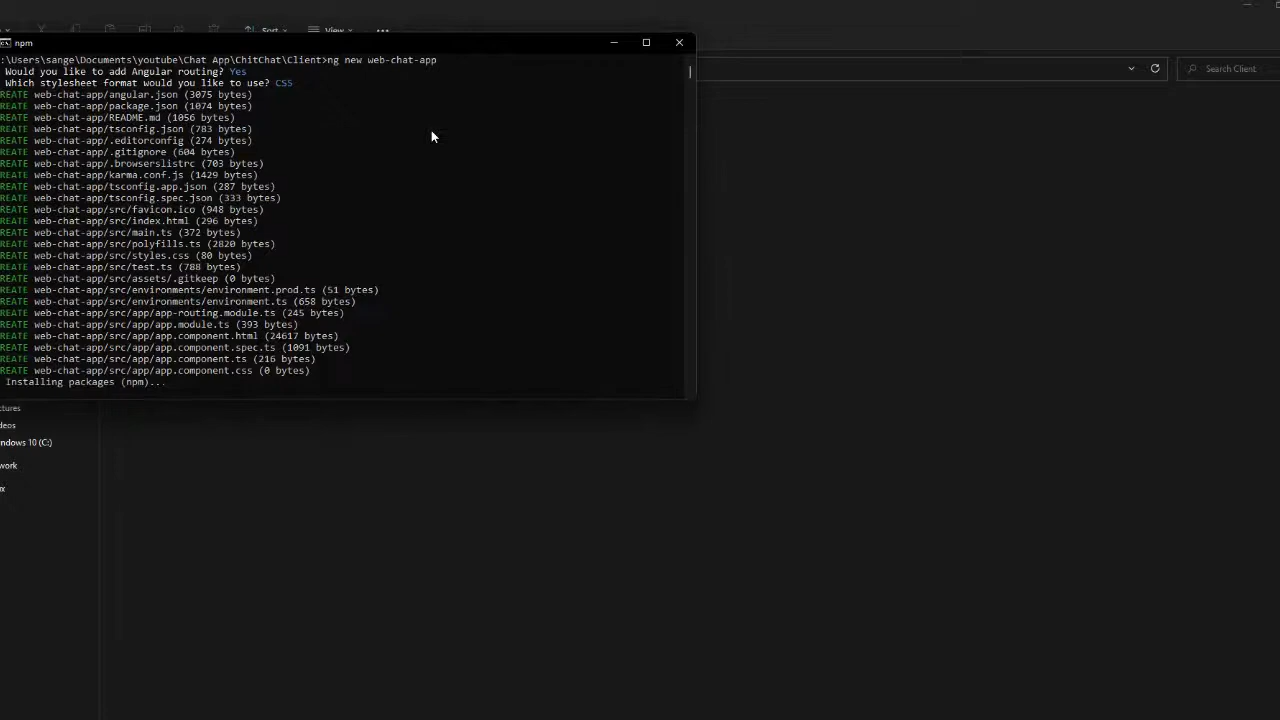 Sort
View
npm
:\Users\sange\Documents\youtube\Chat App\ChitChat\Client>ng new web-chat-app
Would you like to add Angular routing? Yes
Which stylesheet format would you like to use? CSS
REATE web-chat-app/angular.json (3075 bytes)
REATE web-chat-app/package.json (1074 bytes)
REATE web-chat-app/README.md (1056 bytes)
REATE web-chat-app/tsconfig.json (783 bytes)
REATE web-chat-app/.editorconfig (274 bytes)
REATE web-chat-app/.gitignore (604 bytes)
REATE web-chat-app/.browserslistrc (703 bytes)
REATE web-chat-app/karma.conf.js (1429 bytes)
REATE web-chat-app/tsconfig.app.json (287 bytes)
REATE web-chat-app/tsconfig.spec.json (333 bytes)
REATE web-chat-app/src/favicon.ico (948 bytes)
REATE web-chat-app/src/index.html (296 bytes)
REATE web-chat-app/src/main.ts (372 bytes)
REATE web-chat-app/src/polyfills.ts (2820 bytes)
REATE web-chat-app/src/styles.css (80 bytes)
REATE web-chat-app/src/test.ts (788 bytes)
REATE web-chat-app/src/assets/.gitkeep (0 bytes)
REATE web-chat-app/src/environments/environment.prod.ts (51 bytes)
REATE web-chat-app/src/environments/environment.ts (658 bytes)
REATE web-chat-app/src/app/app-routing.module.ts (245 bytes)
REATE web-chat-app/src/app/app.module.ts (393 bytes)
REATE web-chat-app/src/app/app.component.html (24617 bytes)
REATE web-chat-app/src/app/app.component.spec.ts (1091 bytes)
REATE web-chat-app/src/app/app.component.ts (216 bytes)
REATE web-chat-app/src/app/app.component.css (0 bytes)
Installing packages (npm)...
Search Client
ctures
deos
ndows 10 (C:)
work
x